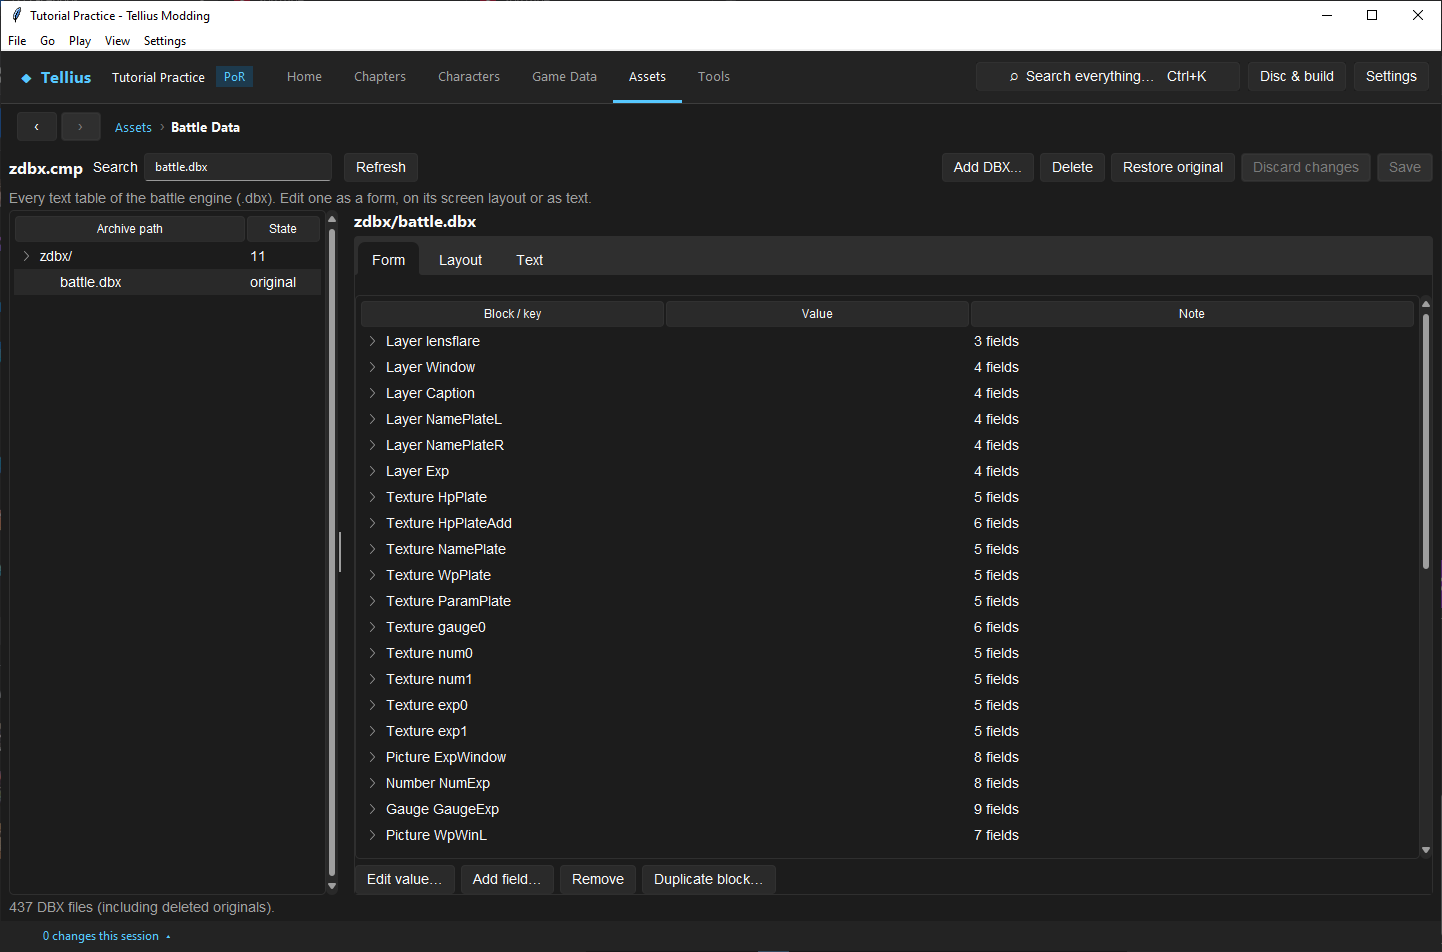 Tutorial Practice - Tellius Modding
File Go Play View Settings
Tellius Tutorial Practice PoR Home Chapters Characters Game Data Assets Tools Search everything... Ctrl+K Disc & build Settings
‹ › Assets › Battle Data
zdbx.cmp Search battle.dbx Refresh Add DBX... Delete Restore original Discard changes Save
Every text table of the battle engine (.dbx). Edit one as a form, on its screen layout or as text.
Archive path State
zdbx/ 11
battle.dbx original
zdbx/battle.dbx
Form Layout Text
Block / key Value Note
Layer lensflare 3 fields
Layer Window 4 fields
Layer Caption 4 fields
Layer NamePlateL 4 fields
Layer NamePlateR 4 fields
Layer Exp 4 fields
Texture HpPlate 5 fields
Texture HpPlateAdd 6 fields
Texture NamePlate 5 fields
Texture WpPlate 5 fields
Texture ParamPlate 5 fields
Texture gauge0 6 fields
Texture num0 5 fields
Texture num1 5 fields
Texture exp0 5 fields
Texture exp1 5 fields
Picture ExpWindow 8 fields
Number NumExp 8 fields
Gauge GaugeExp 9 fields
Picture WpWinL 7 fields
Edit value... Add field... Remove Duplicate block...
437 DBX files (including deleted originals).
0 changes this session